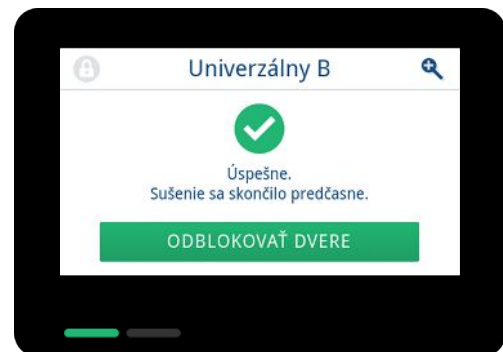 Univerzálny B
Úspešne.
Sušenie sa skončilo predčasne.
ODBLOKOVAŤ DVERE